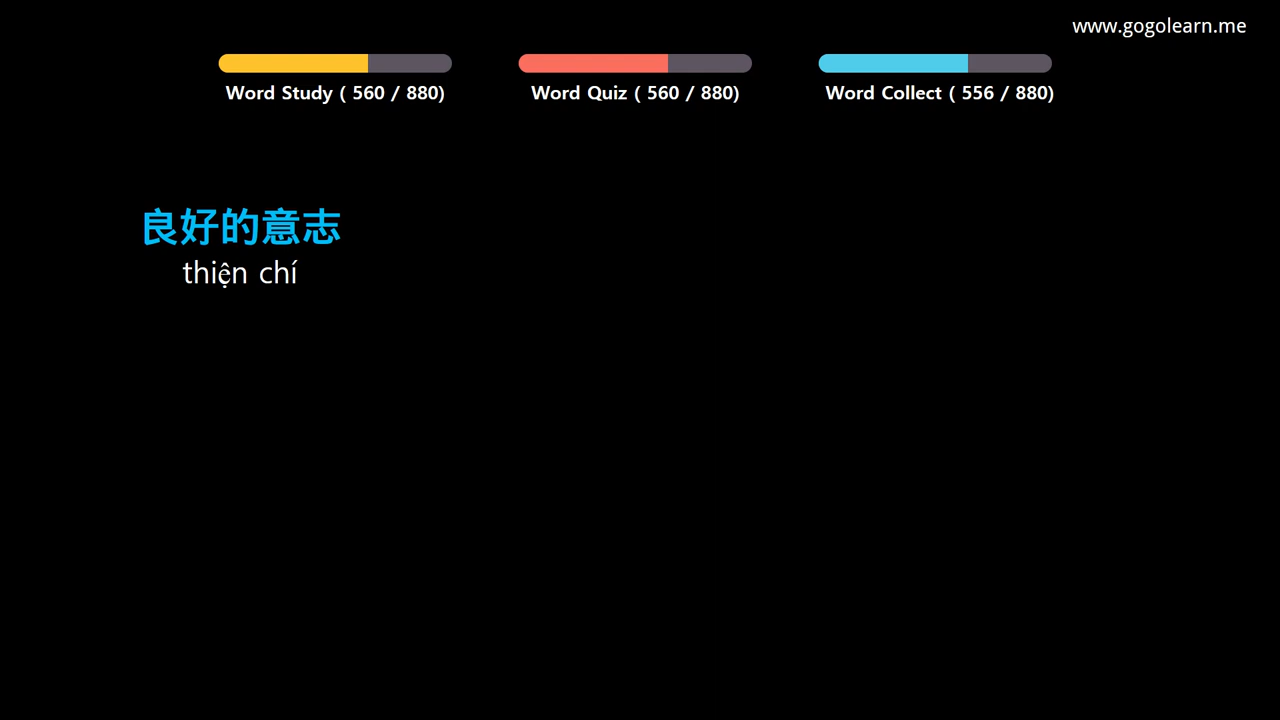 www.gogolearn.me
Word Study ( 560 / 880)
Word Quiz ( 560 / 880)
Word Collect ( 556 / 880)
良好的意志
thiện chí